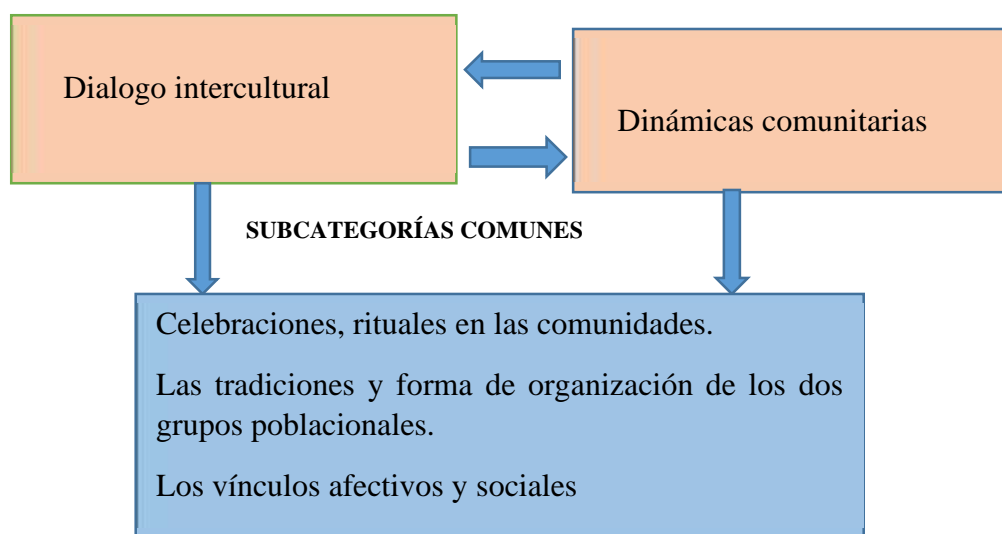 Dialogo intercultural
Dinámicas comunitarias
SUBCATEGORÍAS COMUNES
Celebraciones, rituales en las comunidades.
Las tradiciones y forma de organización de los dos
grupos poblacionales.
Los vínculos afectivos y sociales